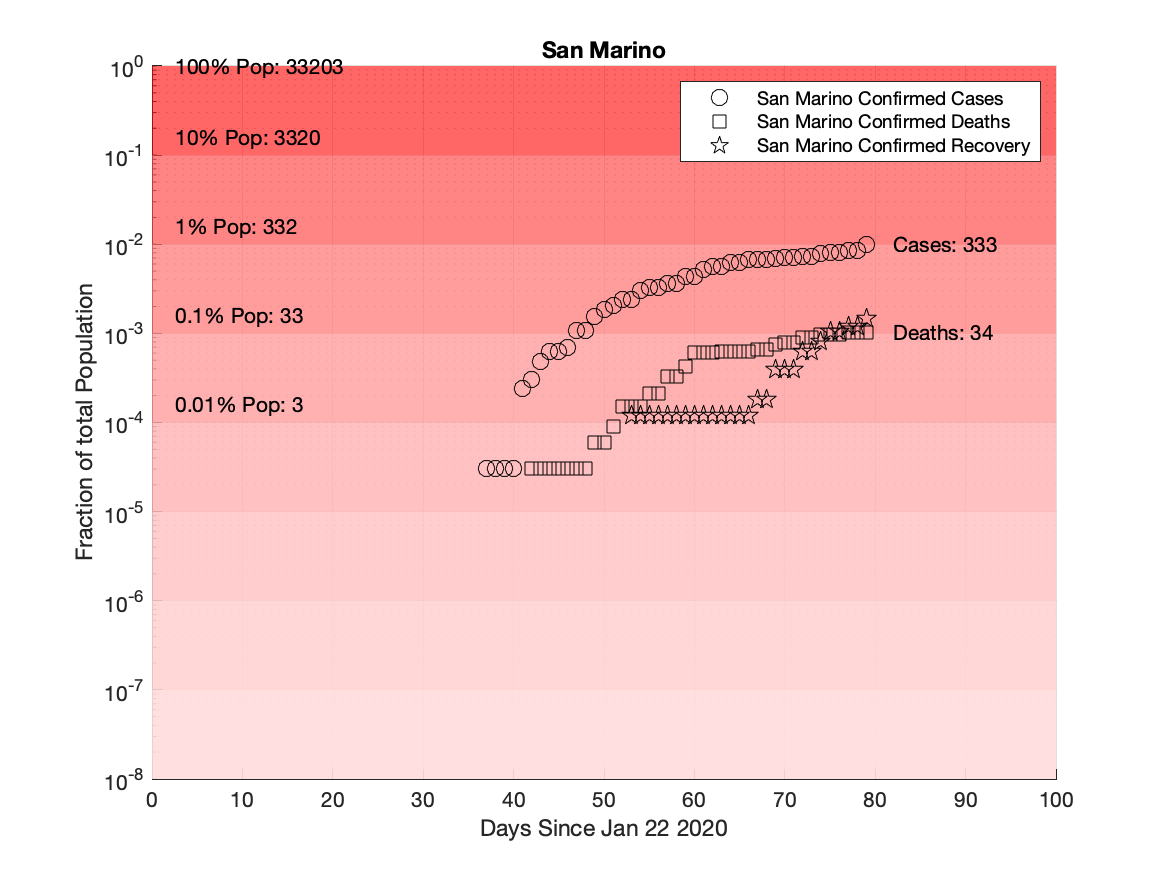 San Marino
10^0
100% Pop: 33203
San Marino Confirmed Cases
San Marino Confirmed Deaths
San Marino Confirmed Recovery
10% Pop: 3320
10^-1
1% Pop: 332
10^-2
Cases: 333
0.1% Pop: 33
10^-3
Deaths: 34
0.01% Pop: 3
10^-4
10^-5
10^-6
10^-7
10^-8
Fraction of total Population
0 10 20 30 40 50 60 70 80 90 100
Days Since Jan 22 2020